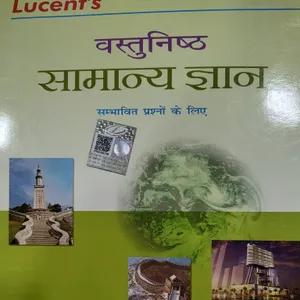 Lucent's
वस्तुनिष्ठ
सामान्य ज्ञान
सम्भावित प्रश्नों के लिए